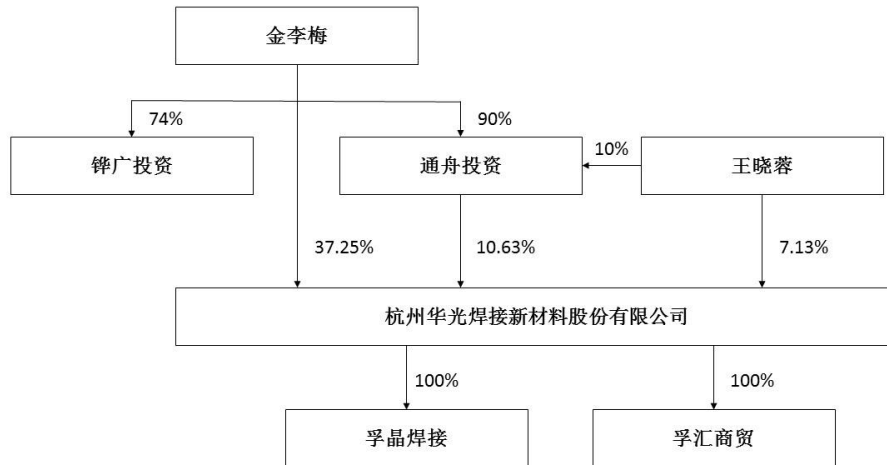 金李梅
74%
90%
铧广投资
通舟投资
10%
王晓蓉
37.25%
10.63%
7.13%
杭州华光焊接新材料股份有限公司
100%
100%
孚晶焊接
孚汇商贸